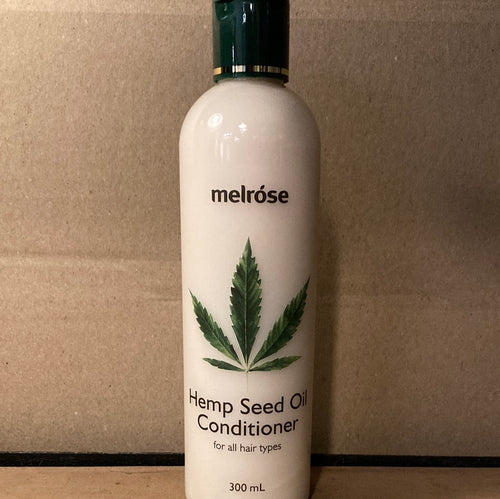 melróse
Hemp Seed Oil
Conditioner
for all hair types
300 mL